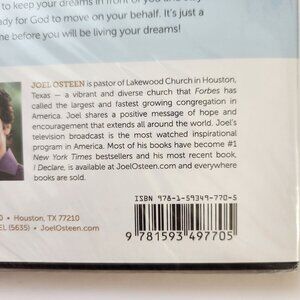 to keep your dreams in front of you
ready for God to move on your behalf. It's just a
time before you will be living your dreams!
JOEL OSTEEN is pastor of Lakewood Church in Houston,
Texas — a vibrant and diverse church that Forbes has
called the largest and fastest growing congregation in
America. Joel shares a positive message of hope and
encouragement that extends all around the world. Joel's
television broadcast is the most watched inspirational
program in America. Most of his books have become #1
New York Times bestsellers and his most recent book,
I Declare, is available at JoelOsteen.com and everywhere
books are sold.
ISBN 978-1-59349-770-5
0 • Houston, TX 77210
EL (5635) • JoelOsteen.com
9 781593 497705